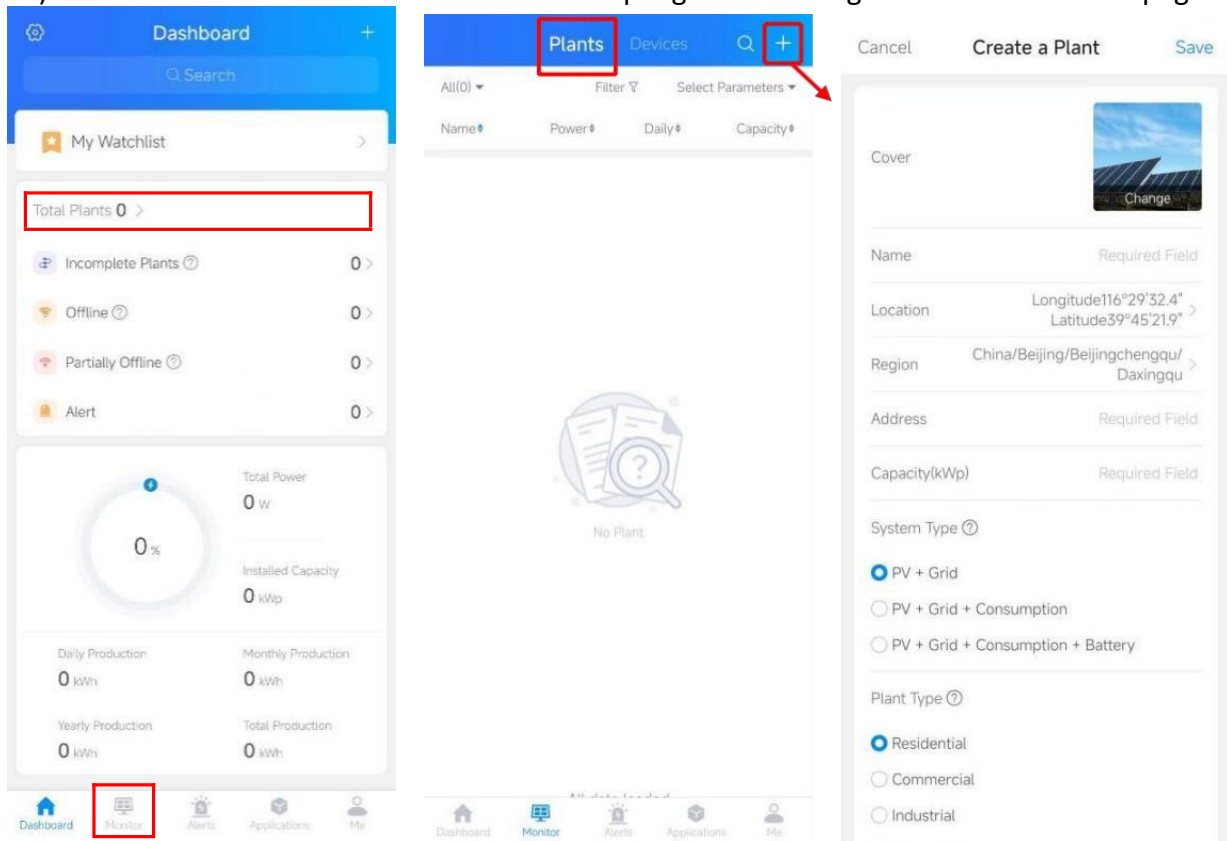 Dashboard
+
Search
My Watchlist
Total Plants 0 >
Incomplete Plants ? 0 >
Offline ? 0 >
Partially Offline ? 0 >
Alert 0 >
0 %
Total Power
0 W
Installed Capacity
0 kWp
Daily Production
0 kWh
Monthly Production
0 kWh
Yearly Production
0 kWh
Total Production
0 kWh
Dashboard Monitor Alerts Applications Me
Plants Devices +
All(0) Filter Select Parameters
Name Power Daily Capacity
?
No Plant
All data loaded
Dashboard Monitor Alerts Applications Me
Cancel Create a Plant Save
Cover
Change
Name Required Field
Location Longitude116°29'32.4"
Latitude39°45'21.9" >
Region China/Beijing/Beijingchengqu/
Daxingqu >
Address Required Field
Capacity(kWp) Required Field
System Type ?
PV + Grid
PV + Grid + Consumption
PV + Grid + Consumption + Battery
Plant Type ?
Residential
Commercial
Industrial